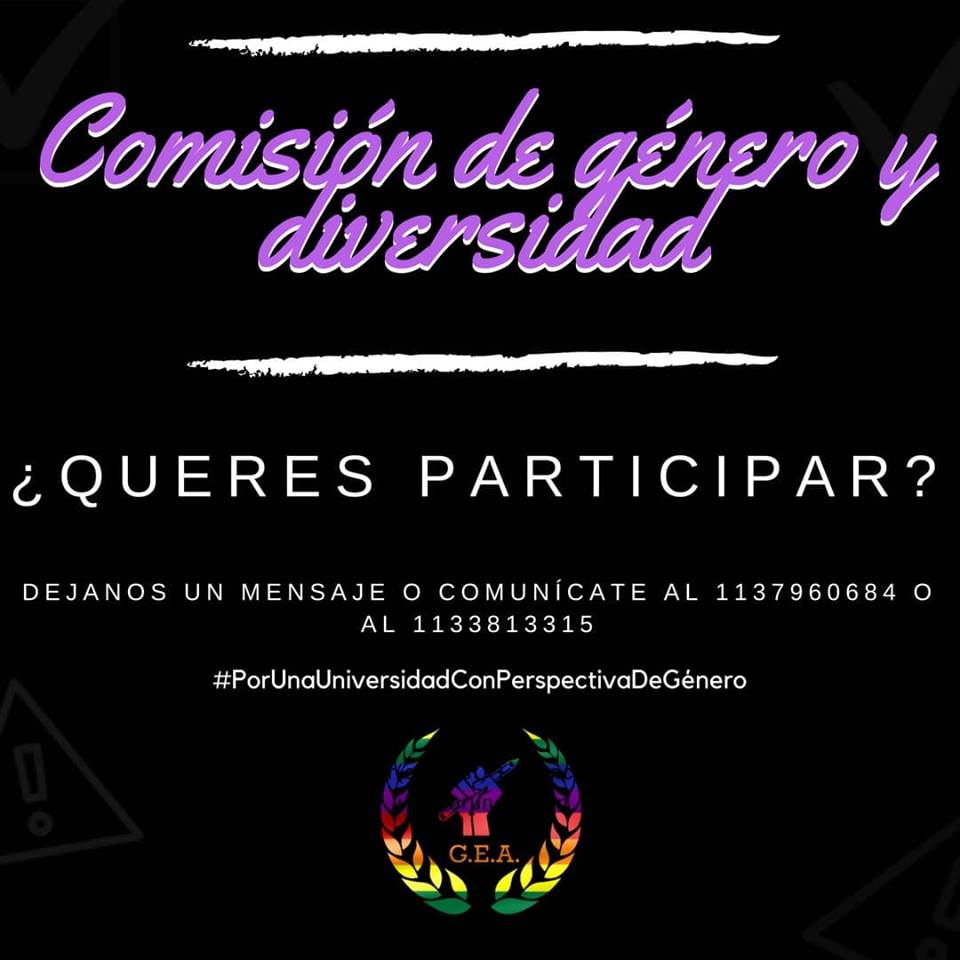 Comisión de género y
diversidad
¿QUERES PARTICIPAR?
DEJANOS UN MENSAJE O COMUNÍCATE AL 1137960684 O
AL 1133813315
#PorUnaUniversidadConPerspectivaDeGénero
G.E.A.